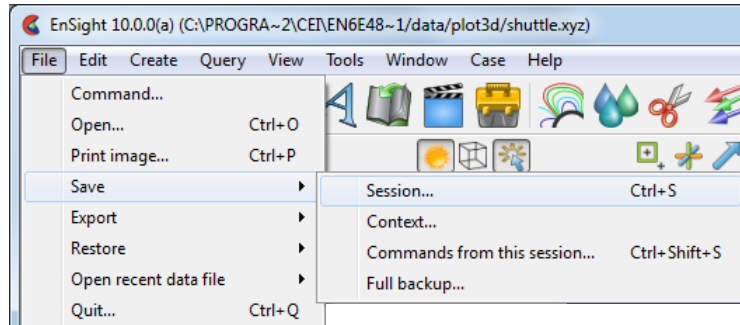 EnSight 10.0.0(a) (C:\PROGRA~2\CEI\EN6E48~1/data/plot3d/shuttle.xyz)
File Edit Create Query View Tools Window Case Help
Command...
Open... Ctrl+O
Print image... Ctrl+P
Save
Session... Ctrl+S
Export
Context...
Restore
Commands from this session... Ctrl+Shift+S
Open recent data file
Full backup...
Quit... Ctrl+Q